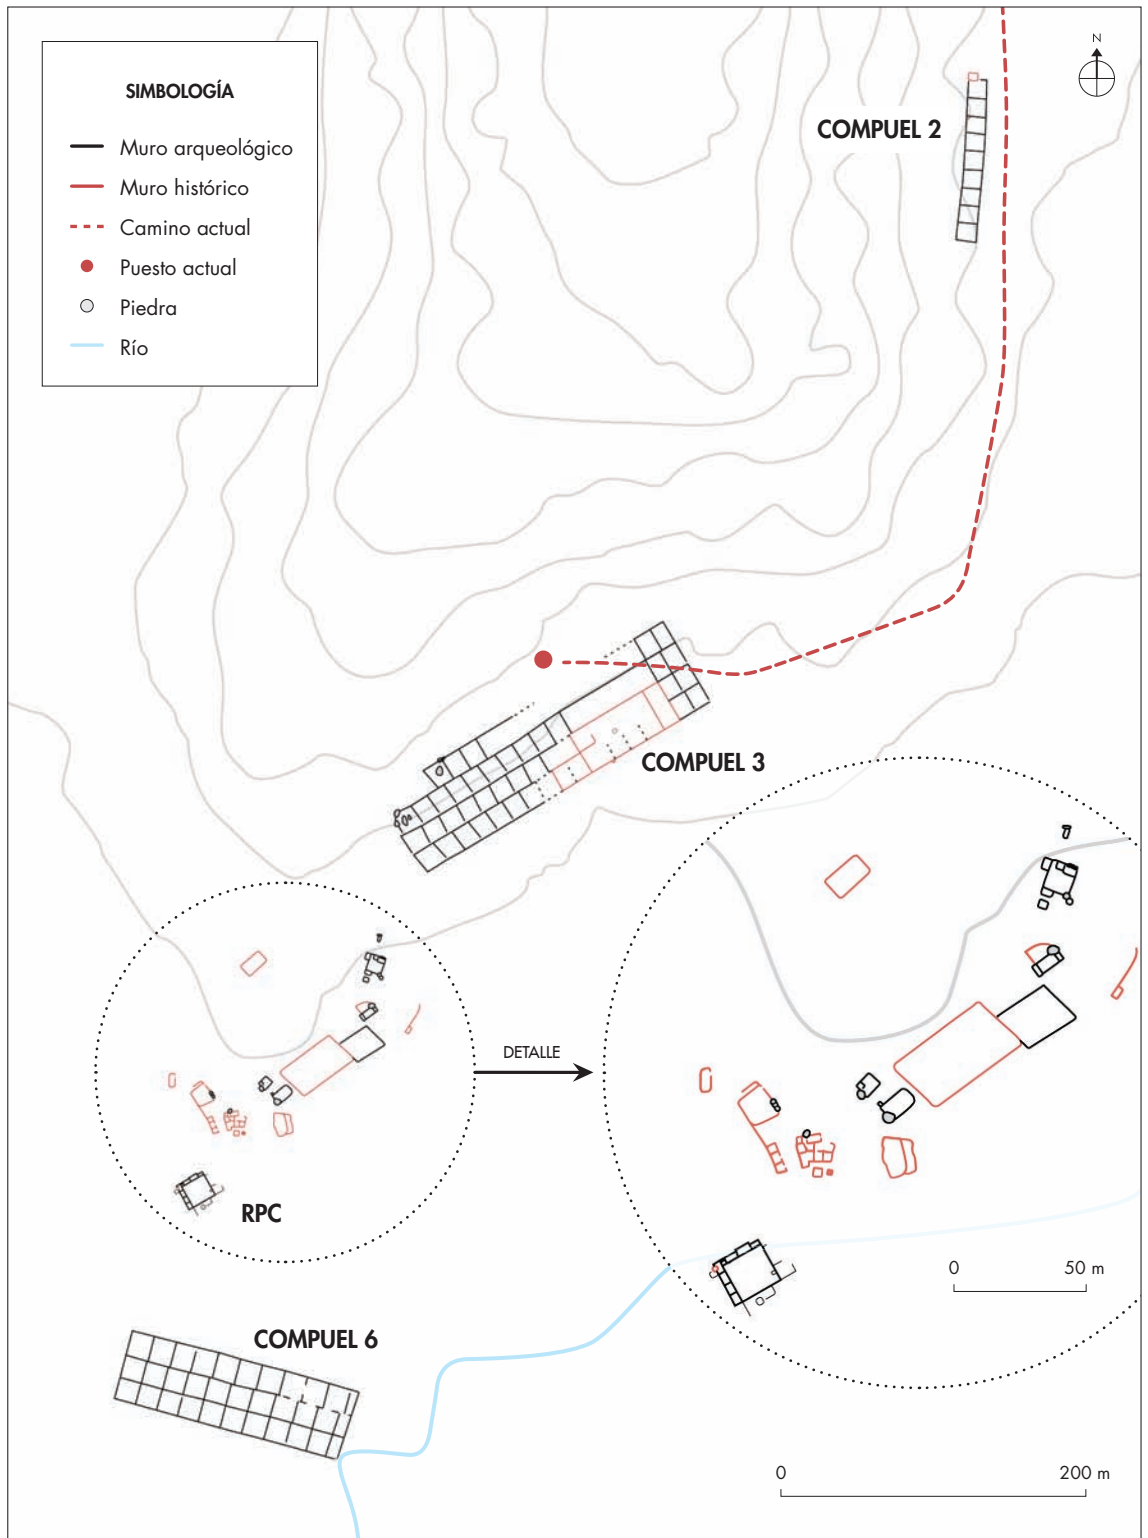 N
SIMBOLOGÍA
Muro arqueológico
Muro histórico
Camino actual
Puesto actual
Piedra
Río
COMPUEL 2
COMPUEL 3
DETALLE
RPC
COMPUEL 6
0 50 m
0 200 m